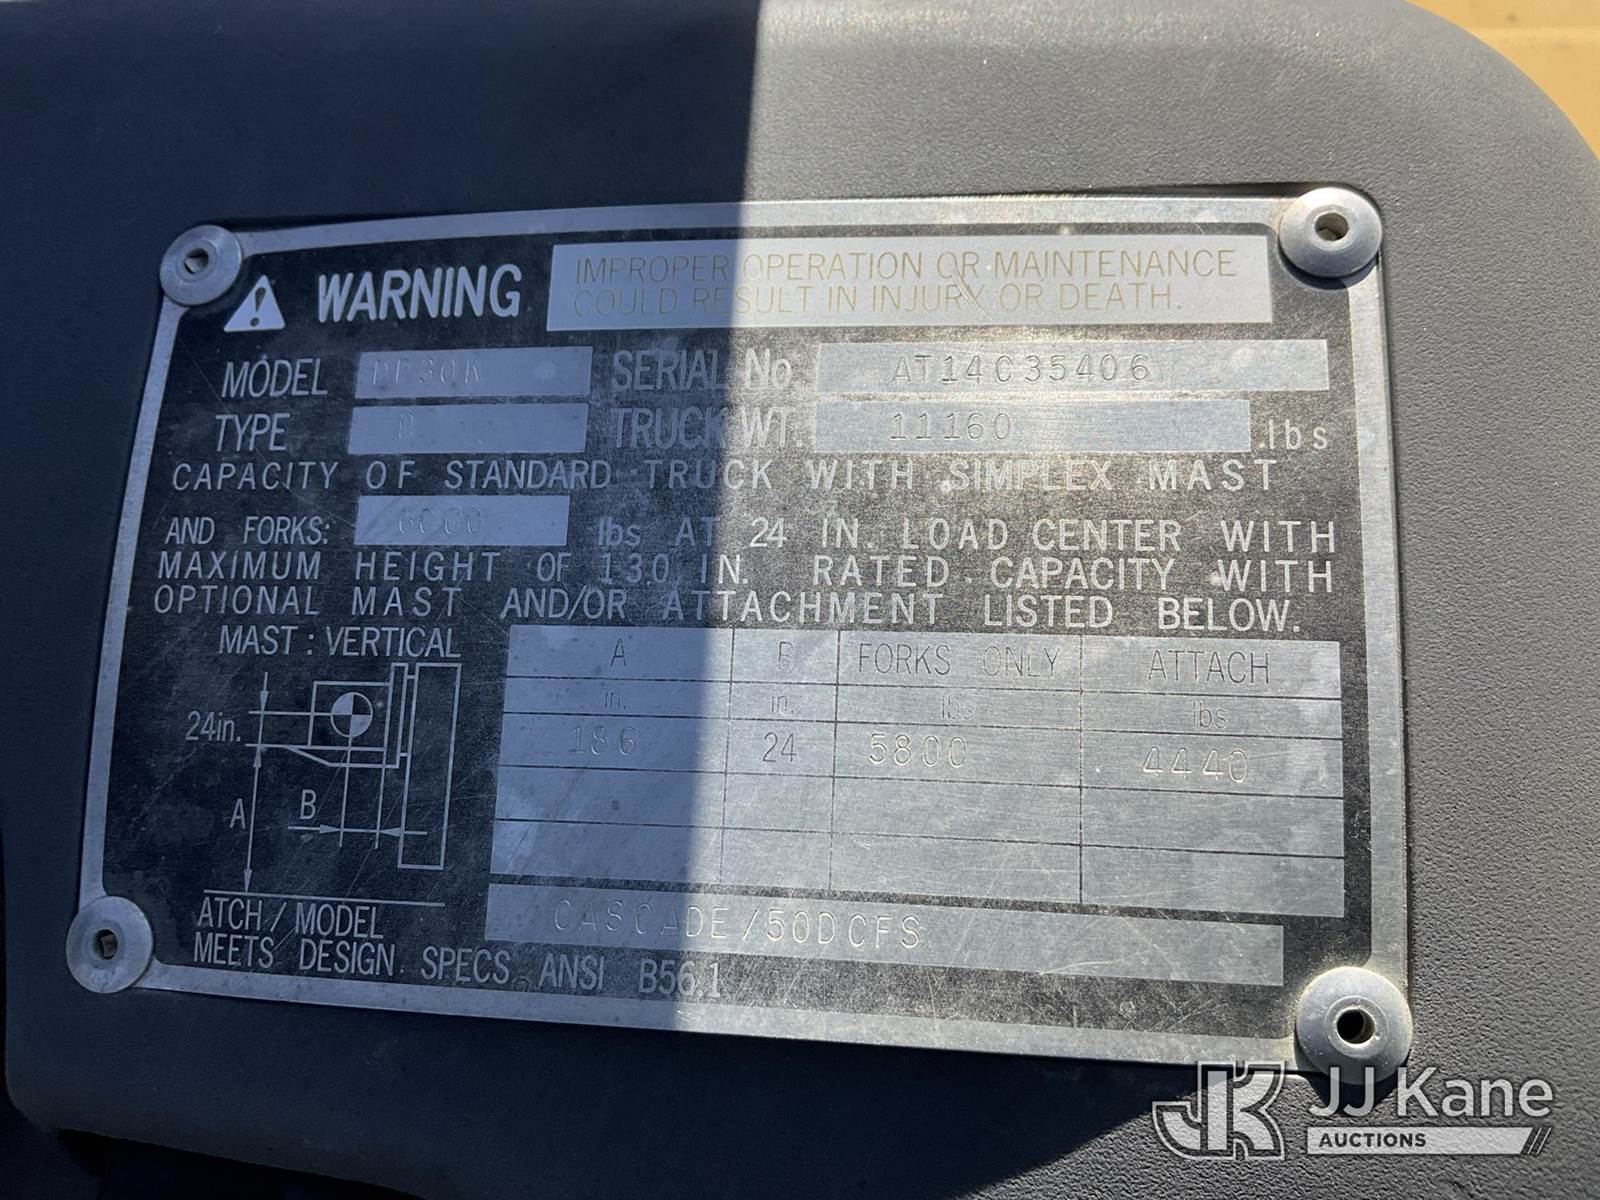 WARNING IMPROPER OPERATION OR MAINTENANCE
COULD RESULT IN INJURY OR DEATH.
MODEL DP30K SERIAL No. AT14C35406
TYPE D TRUCK WT. 11160 lbs
CAPACITY OF STANDARD TRUCK WITH SIMPLEX MAST
AND FORKS: 6000 lbs AT 24 IN. LOAD CENTER WITH
MAXIMUM HEIGHT OF 130 IN. RATED CAPACITY WITH
OPTIONAL MAST AND/OR ATTACHMENT LISTED BELOW.
MAST : VERTICAL
24in.
A
B
A B FORKS ONLY ATTACH
in. in. lbs lbs
186 24 5800 4440
ATCH / MODEL CASCADE/50DCFS
MEETS DESIGN SPECS ANSI B56.1
JK JJ Kane
AUCTIONS